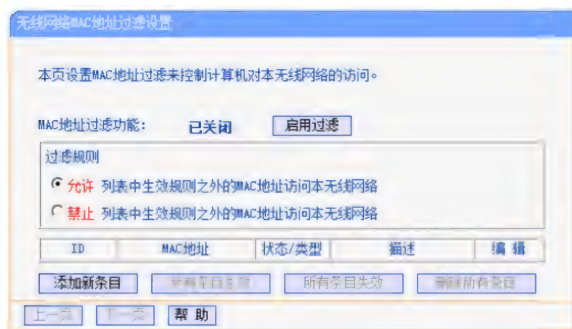 无线网络MAC地址过滤设置
本页设置MAC地址过滤来控制计算机对本无线网络的访问。
MAC地址过滤功能： 已关闭 启用过滤
过滤规则
允许 列表中生效规则之外的MAC地址访问本无线网络
禁止 列表中生效规则之外的MAC地址访问本无线网络
ID MAC地址 状态/类型 描述 编 辑
添加新条目 所有条目生效 所有条目失效 删除所有条目
上一页 下一页 帮 助